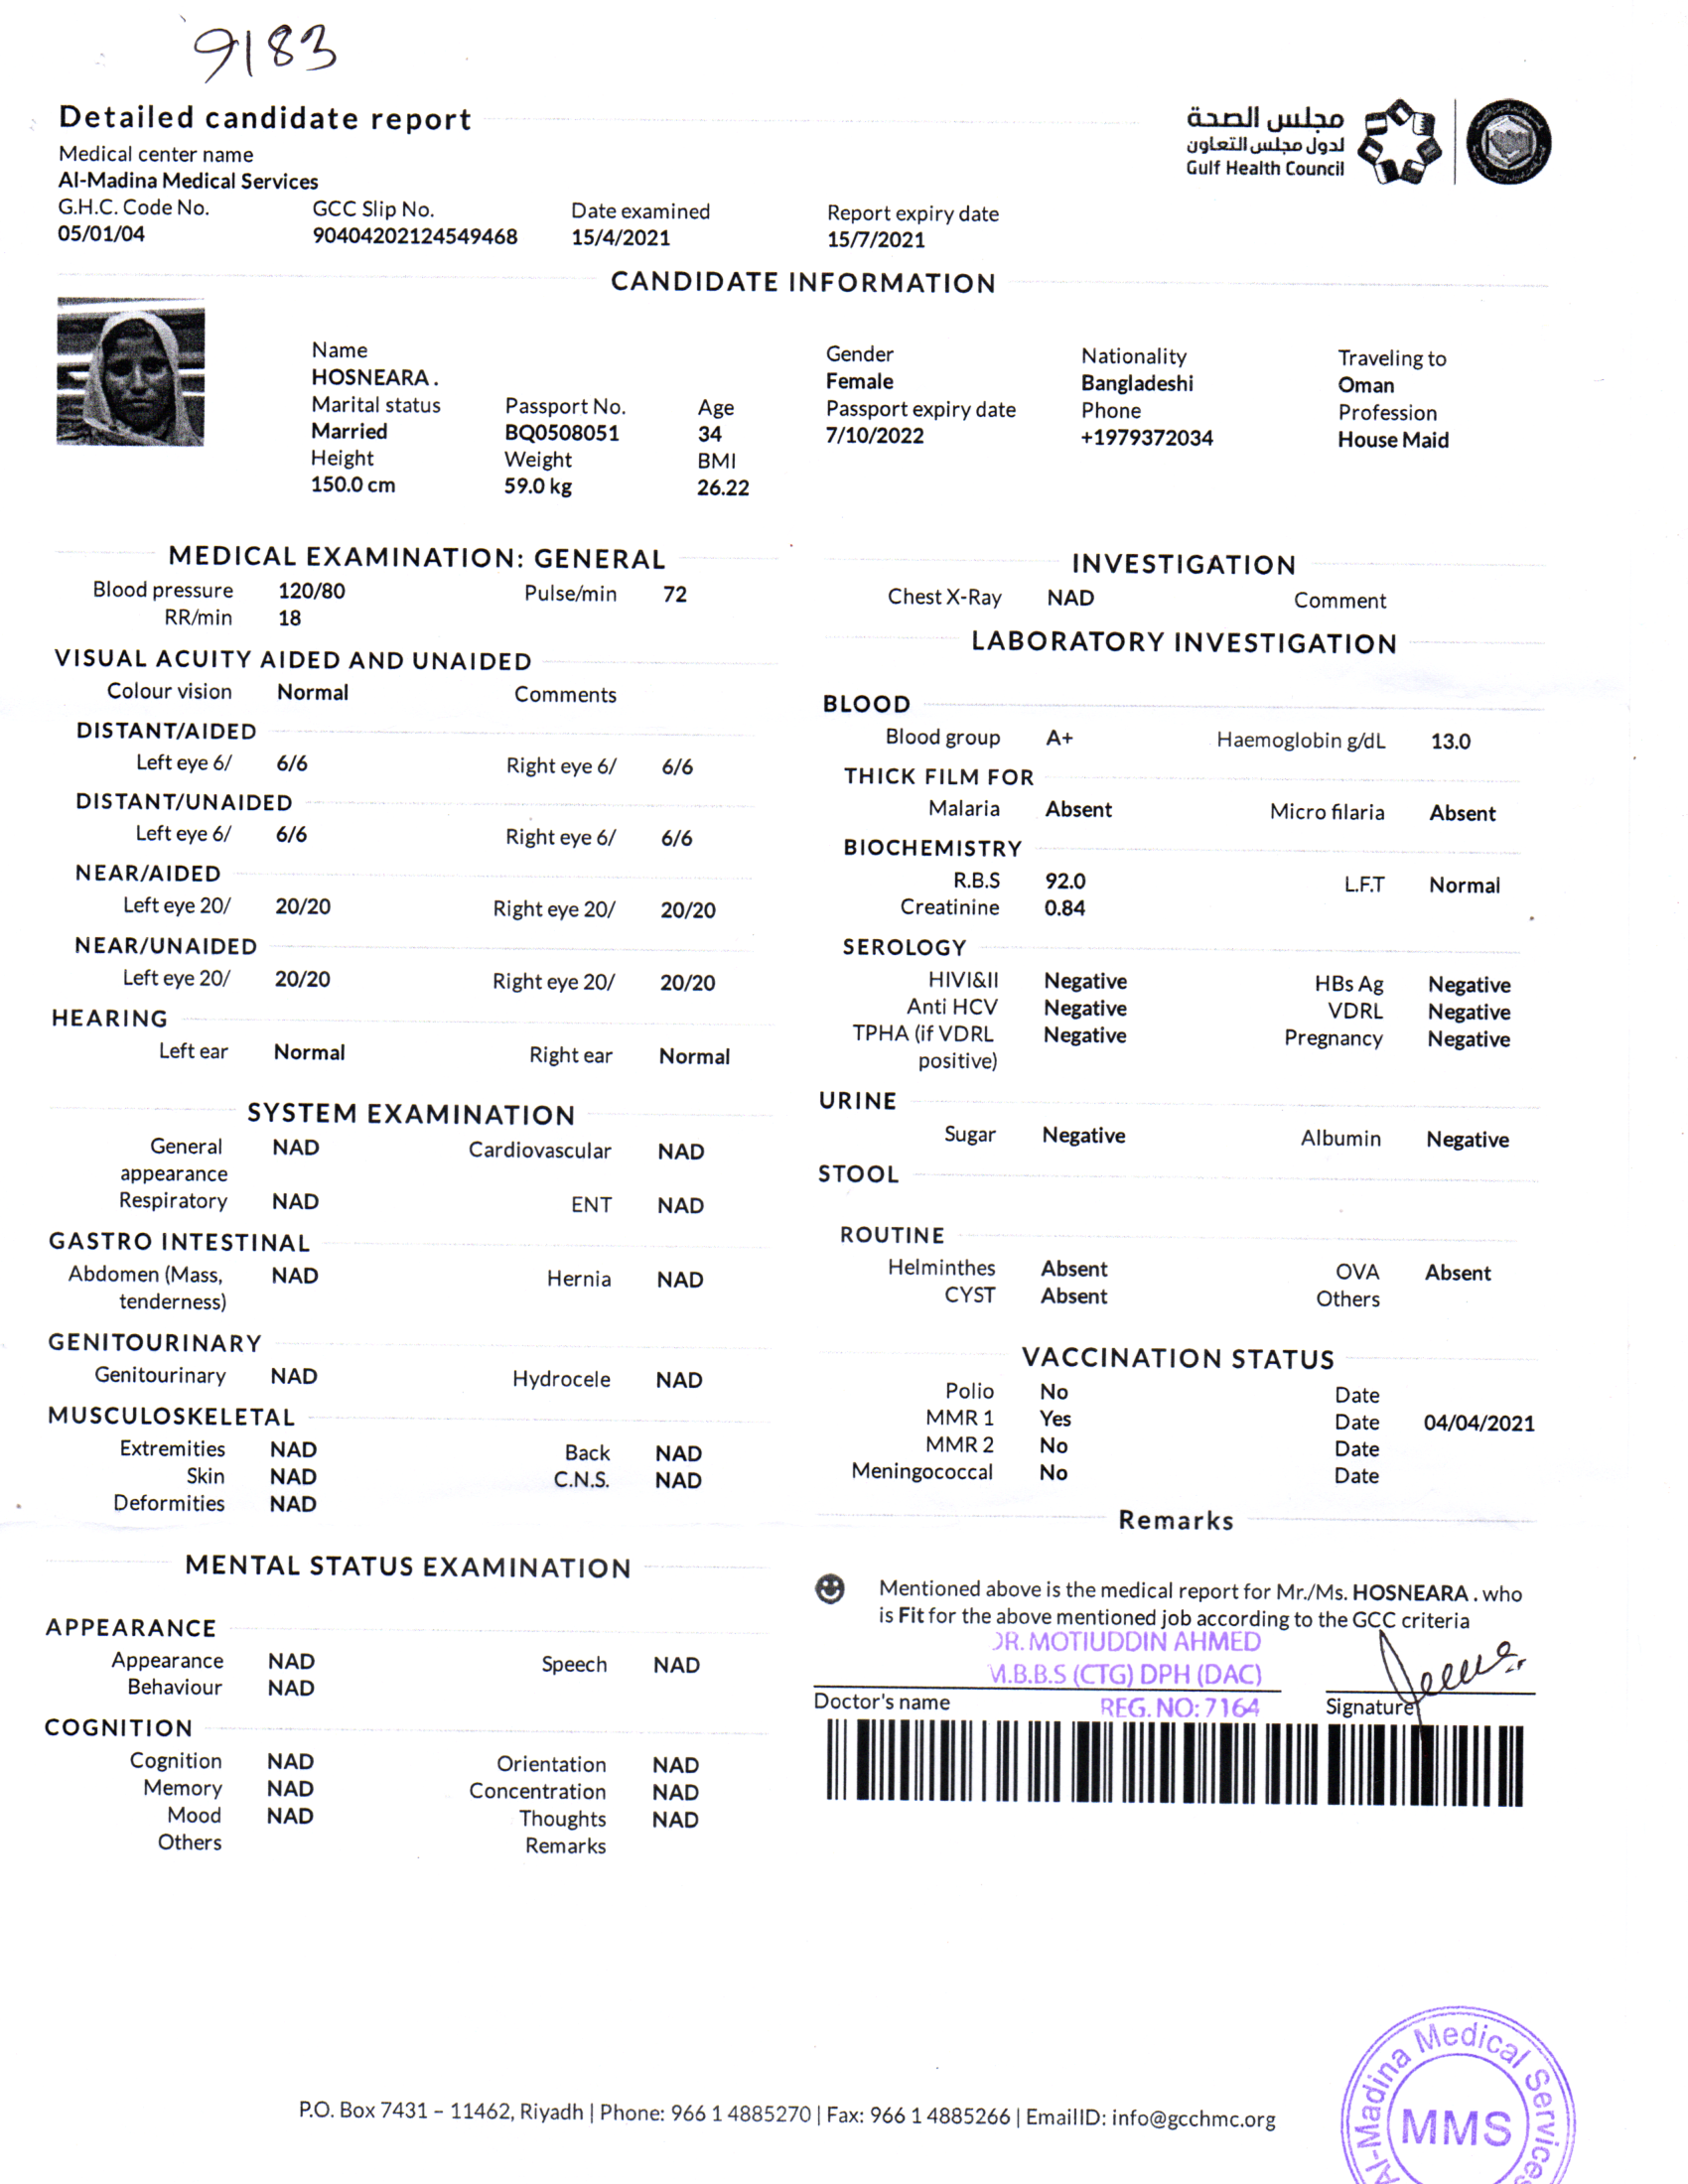 9183
Detailed candidate report
مجلس الصحة
لدول مجلس التعاون
Gulf Health Council
Medical center name
Al-Madina Medical Services
G.H.C. Code No. GCC Slip No. Date examined Report expiry date
05/01/04 90404202124549468 15/4/2021 15/7/2021
CANDIDATE INFORMATION
Name Gender Nationality Traveling to
HOSNEARA . Female Bangladeshi Oman
Marital status Passport No. Age Passport expiry date Phone Profession
Married BQ0508051 34 7/10/2022 +1979372034 House Maid
Height Weight BMI
150.0 cm 59.0 kg 26.22
MEDICAL EXAMINATION: GENERAL
Blood pressure 120/80 Pulse/min 72
RR/min 18
VISUAL ACUITY AIDED AND UNAIDED
Colour vision Normal Comments
DISTANT/AIDED
Left eye 6/ 6/6 Right eye 6/ 6/6
DISTANT/UNAIDED
Left eye 6/ 6/6 Right eye 6/ 6/6
NEAR/AIDED
Left eye 20/ 20/20 Right eye 20/ 20/20
NEAR/UNAIDED
Left eye 20/ 20/20 Right eye 20/ 20/20
HEARING
Left ear Normal Right ear Normal
SYSTEM EXAMINATION
General NAD Cardiovascular NAD
appearance
Respiratory NAD ENT NAD
GASTRO INTESTINAL
Abdomen (Mass, NAD Hernia NAD
tenderness)
GENITOURINARY
Genitourinary NAD Hydrocele NAD
MUSCULOSKELETAL
Extremities NAD Back NAD
Skin NAD C.N.S. NAD
Deformities NAD
MENTAL STATUS EXAMINATION
APPEARANCE
Appearance NAD Speech NAD
Behaviour NAD
COGNITION
Cognition NAD Orientation NAD
Memory NAD Concentration NAD
Mood NAD Thoughts NAD
Others Remarks
INVESTIGATION
Chest X-Ray NAD Comment
LABORATORY INVESTIGATION
BLOOD
Blood group A+ Haemoglobin g/dL 13.0
THICK FILM FOR
Malaria Absent Micro filaria Absent
BIOCHEMISTRY
R.B.S 92.0 L.F.T Normal
Creatinine 0.84
SEROLOGY
HIVI&II Negative HBs Ag Negative
Anti HCV Negative VDRL Negative
TPHA (if VDRL Negative Pregnancy Negative
positive)
URINE
Sugar Negative Albumin Negative
STOOL
ROUTINE
Helminthes Absent OVA Absent
CYST Absent Others
VACCINATION STATUS
Polio No Date
MMR 1 Yes Date 04/04/2021
MMR 2 No Date
Meningococcal No Date
Remarks
Mentioned above is the medical report for Mr./Ms. HOSNEARA . who
is Fit for the above mentioned job according to the GCC criteria
DR. MOTIUDDIN AHMED
M.B.B.S (CTG) DPH (DAC)
Doctor's name REG. NO: 7164 Signature
P.O. Box 7431 – 11462, Riyadh | Phone: 966 1 4885270 | Fax: 966 1 4885266 | EmailID: info@gcchmc.org
Al-Madina Medical Services
MMS